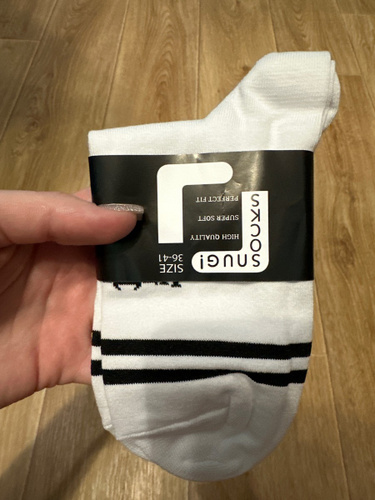 SNUG!
SOCKS
SIZE
36-41
HIGH QUALITY
SUPER SOFT
PERFECT FIT